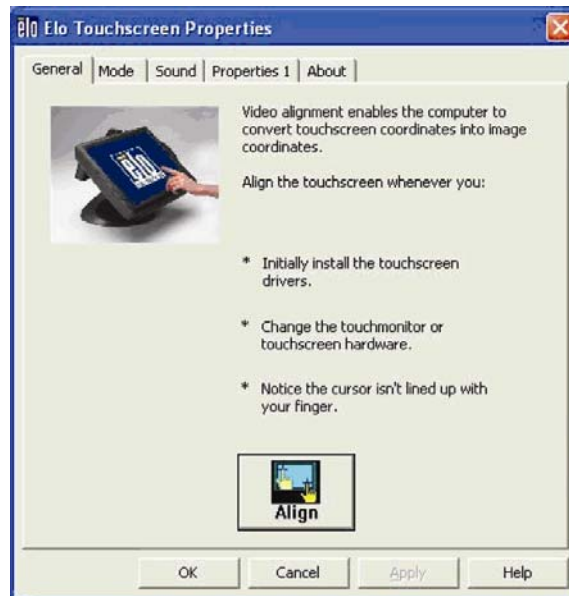 elo Elo Touchscreen Properties
General Mode Sound Properties 1 About
Video alignment enables the computer to
convert touchscreen coordinates into image
coordinates.
Align the touchscreen whenever you:
elo
* Initially install the touchscreen
drivers.
* Change the touchmonitor or
touchscreen hardware.
* Notice the cursor isn't lined up with
your finger.
Align
OK Cancel Apply Help